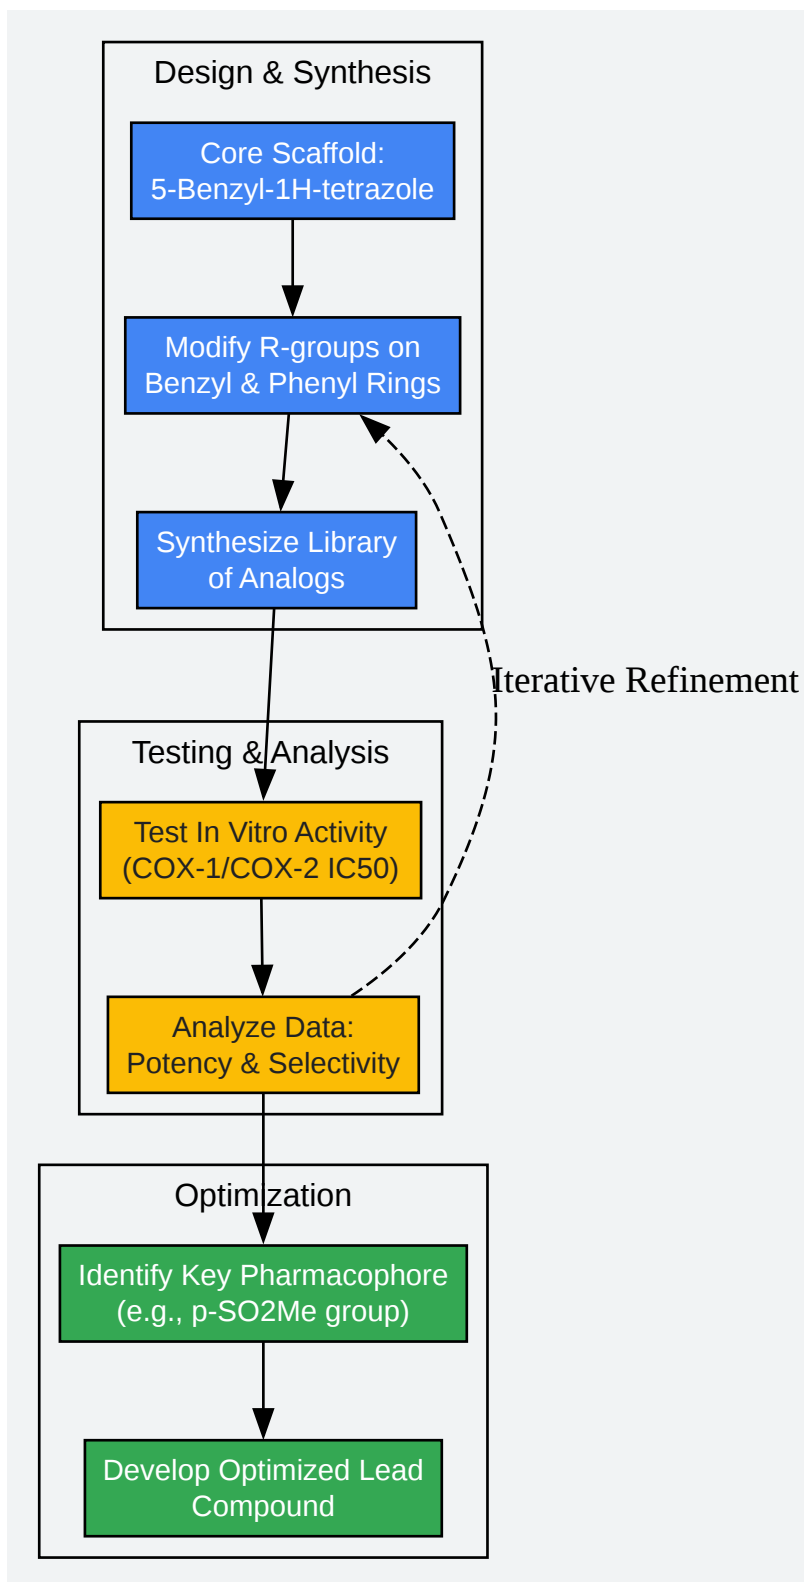 Design & Synthesis
Core Scaffold:
5-Benzyl-1H-tetrazole
Modify R-groups on
Benzyl & Phenyl Rings
Synthesize Library
of Analogs
Iterative Refinement
Testing & Analysis
Test In Vitro Activity
(COX-1/COX-2 IC50)
Analyze Data:
Potency & Selectivity
Optimization
Identify Key Pharmacophore
(e.g., p-SO2Me group)
Develop Optimized Lead
Compound